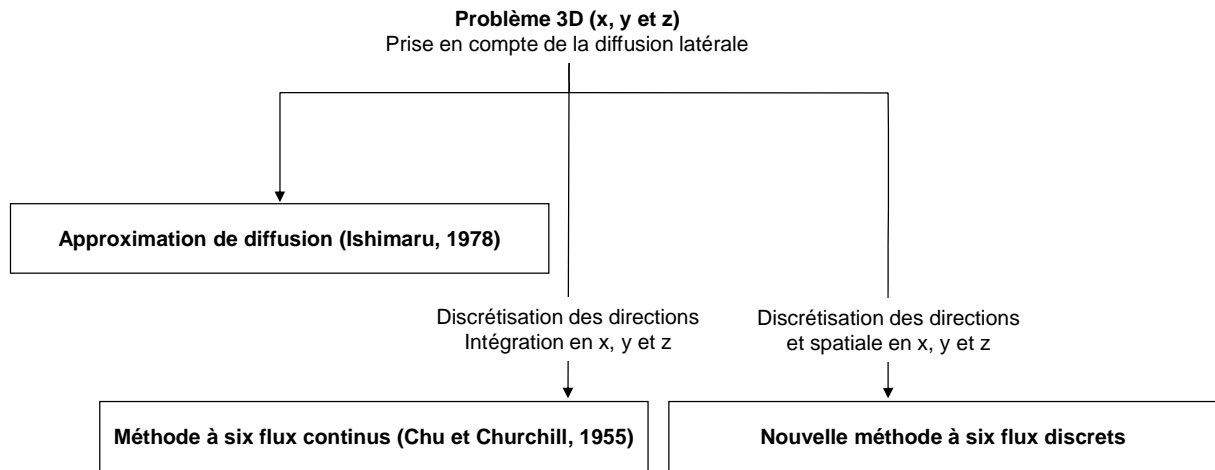 Problème 3D (x, y et z)
Prise en compte de la diffusion latérale
Approximation de diffusion (Ishimaru, 1978)
Discrétisation des directions
Intégration en x, y et z
Discrétisation des directions
et spatiale en x, y et z
Méthode à six flux continus (Chu et Churchill, 1955)
Nouvelle méthode à six flux discrets